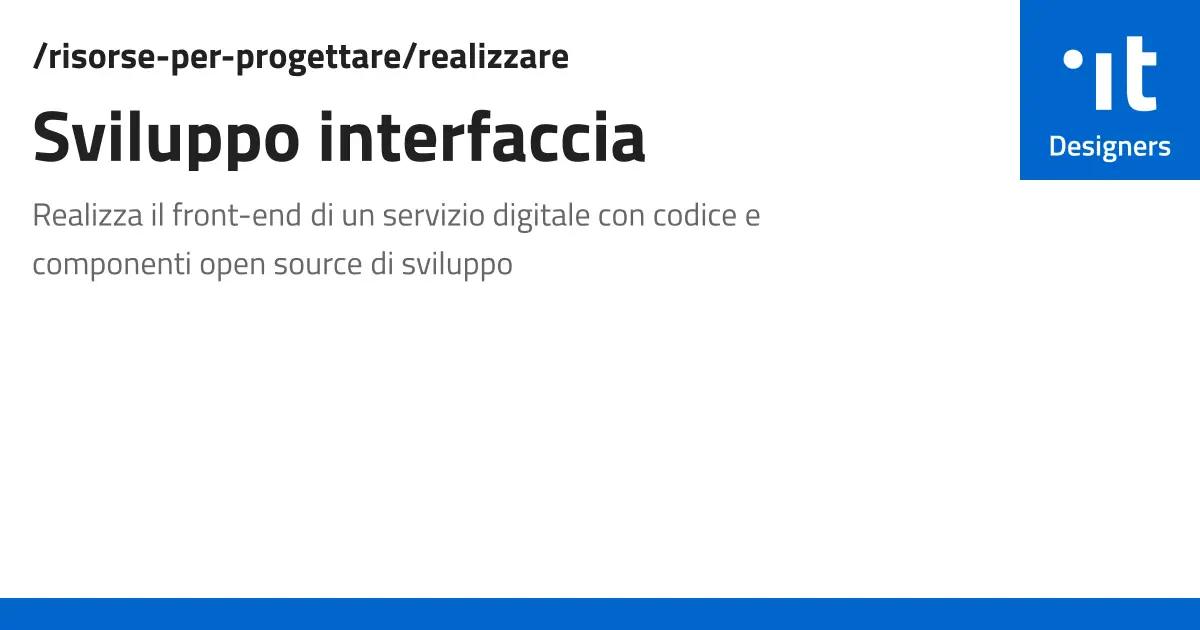 /risorse-per-progettare/realizzare
Sviluppo interfaccia
Realizza il front-end di un servizio digitale con codice e
componenti open source di sviluppo
it
Designers